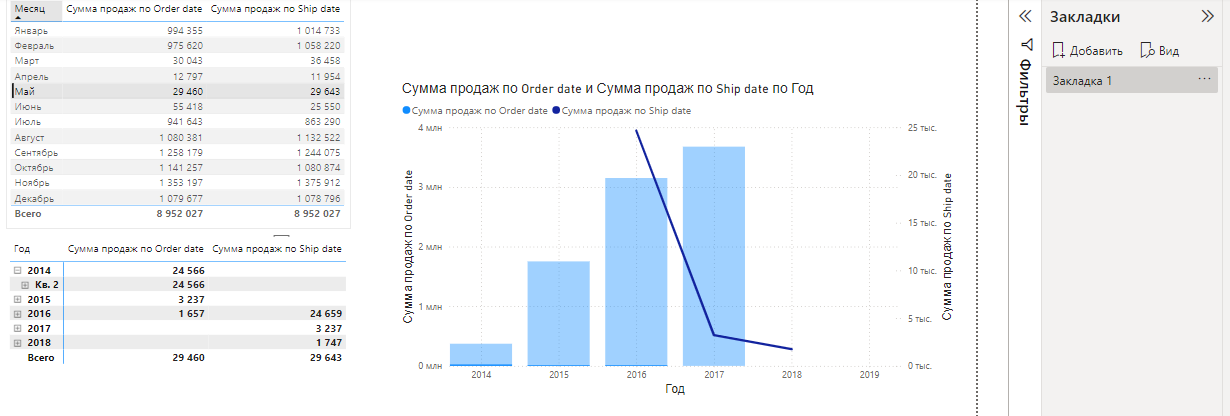 Месяц Сумма продаж по Order date Сумма продаж по Ship date
Январь 994 355 1 014 733
Февраль 975 620 1 058 220
Март 30 043 36 458
Апрель 12 797 11 954
Май 29 460 29 643
Июнь 55 418 25 550
Июль 941 643 863 290
Август 1 080 381 1 132 522
Сентябрь 1 258 179 1 244 075
Октябрь 1 141 257 1 080 874
Ноябрь 1 353 197 1 375 912
Декабрь 1 079 677 1 078 796
Всего 8 952 027 8 952 027
Год Сумма продаж по Order date Сумма продаж по Ship date
2014 24 566
Кв. 2 24 566
2015 3 237
2016 1 657 24 659
2017 3 237
2018 1 747
Всего 29 460 29 643
Сумма продаж по Order date и Сумма продаж по Ship date по Год
Сумма продаж по Order date Сумма продаж по Ship date
Сумма продаж по Order date
4 млн
3 млн
2 млн
1 млн
0 млн
2014 2015 2016 2017 2018 2019
Год
25 тыс.
20 тыс.
15 тыс.
10 тыс.
5 тыс.
0 тыс.
Сумма продаж по Ship date
Фильтры
Закладки
Добавить Вид
Закладка 1